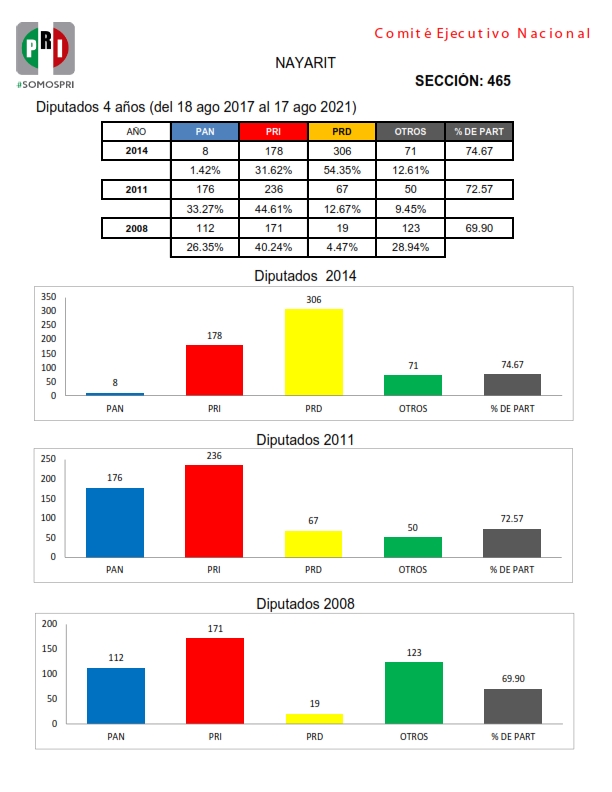 Comité Ejecutivo Nacional
PRI
#SOMOSPRI
NAYARIT
SECCIÓN: 465
Diputados 4 años (del 18 ago 2017 al 17 ago 2021)
AÑO PAN PRI PRD OTROS % DE PART
2014 8 178 306 71 74.67
1.42% 31.62% 54.35% 12.61%
2011 176 236 67 50 72.57
33.27% 44.61% 12.67% 9.45%
2008 112 171 19 123 69.90
26.35% 40.24% 4.47% 28.94%
Diputados 2014
350
300
250
200
150
100
50
0
8 178 306 71 74.67
PAN PRI PRD OTROS % DE PART
Diputados 2011
250
200
150
100
50
0
176 236 67 50 72.57
PAN PRI PRD OTROS % DE PART
Diputados 2008
200
150
100
50
0
112 171 19 123 69.90
PAN PRI PRD OTROS % DE PART